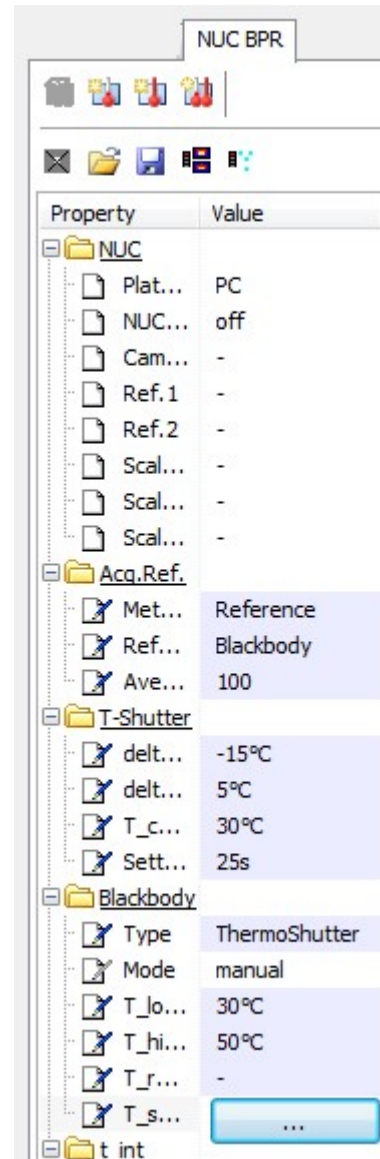 NUC BPR
Property Value
NUC
Plat... PC
NUC... off
Cam... -
Ref.1 -
Ref.2 -
Scal... -
Scal... -
Scal... -
Acq.Ref.
Met... Reference
Ref... Blackbody
Ave... 100
T-Shutter
delt... -15°C
delt... 5°C
T_c... 30°C
Sett... 25s
Blackbody
Type ThermoShutter
Mode manual
T_lo... 30°C
T_hi... 50°C
T_r... -
T_s... ...
t_int